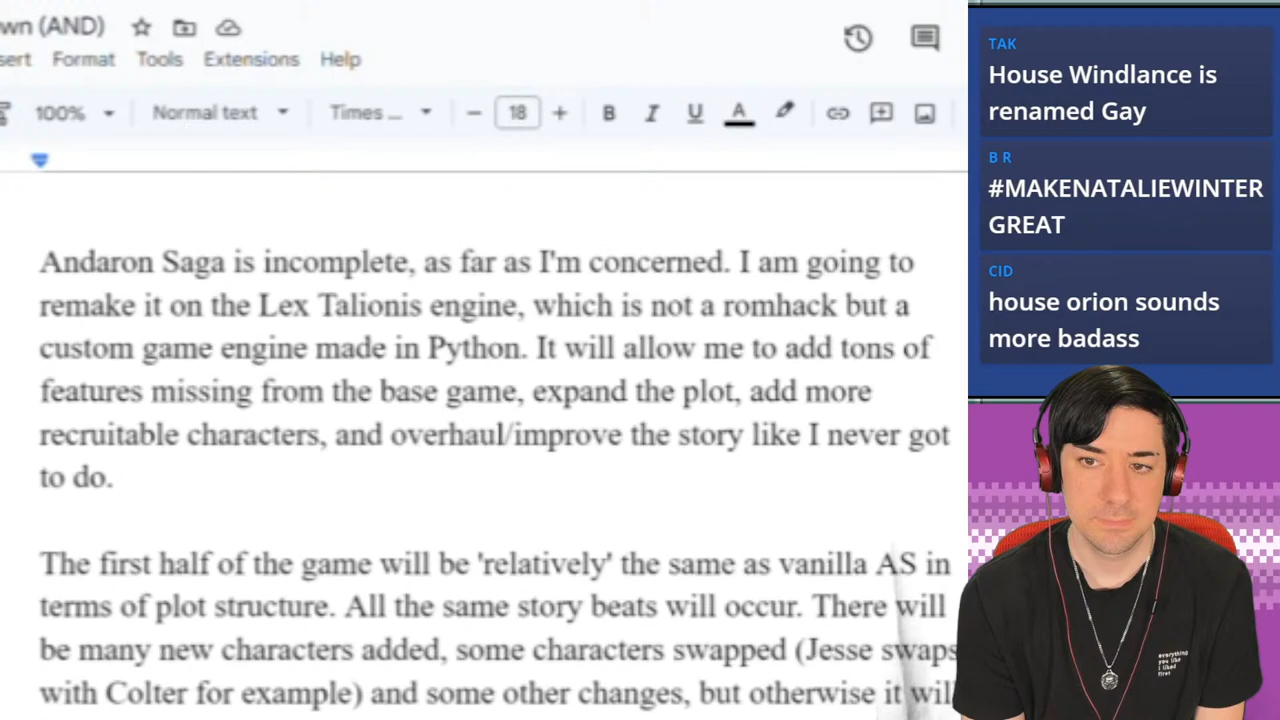 wn (AND)
sert Format Tools Extensions Help
100% Normal text Times ... − 18 + B I U A
Andaron Saga is incomplete, as far as I'm concerned. I am going to
remake it on the Lex Talionis engine, which is not a romhack but a
custom game engine made in Python. It will allow me to add tons of
features missing from the base game, expand the plot, add more
recruitable characters, and overhaul/improve the story like I never got
to do.
The first half of the game will be 'relatively' the same as vanilla AS in
terms of plot structure. All the same story beats will occur. There will
be many new characters added, some characters swapped (Jesse swaps
with Colter for example) and some other changes, but otherwise it will
TAK
House Windlance is
renamed Gay
B R
#MAKENATALIEWINTER
GREAT
CID
house orion sounds
more badass
everything
you like
i liked
first